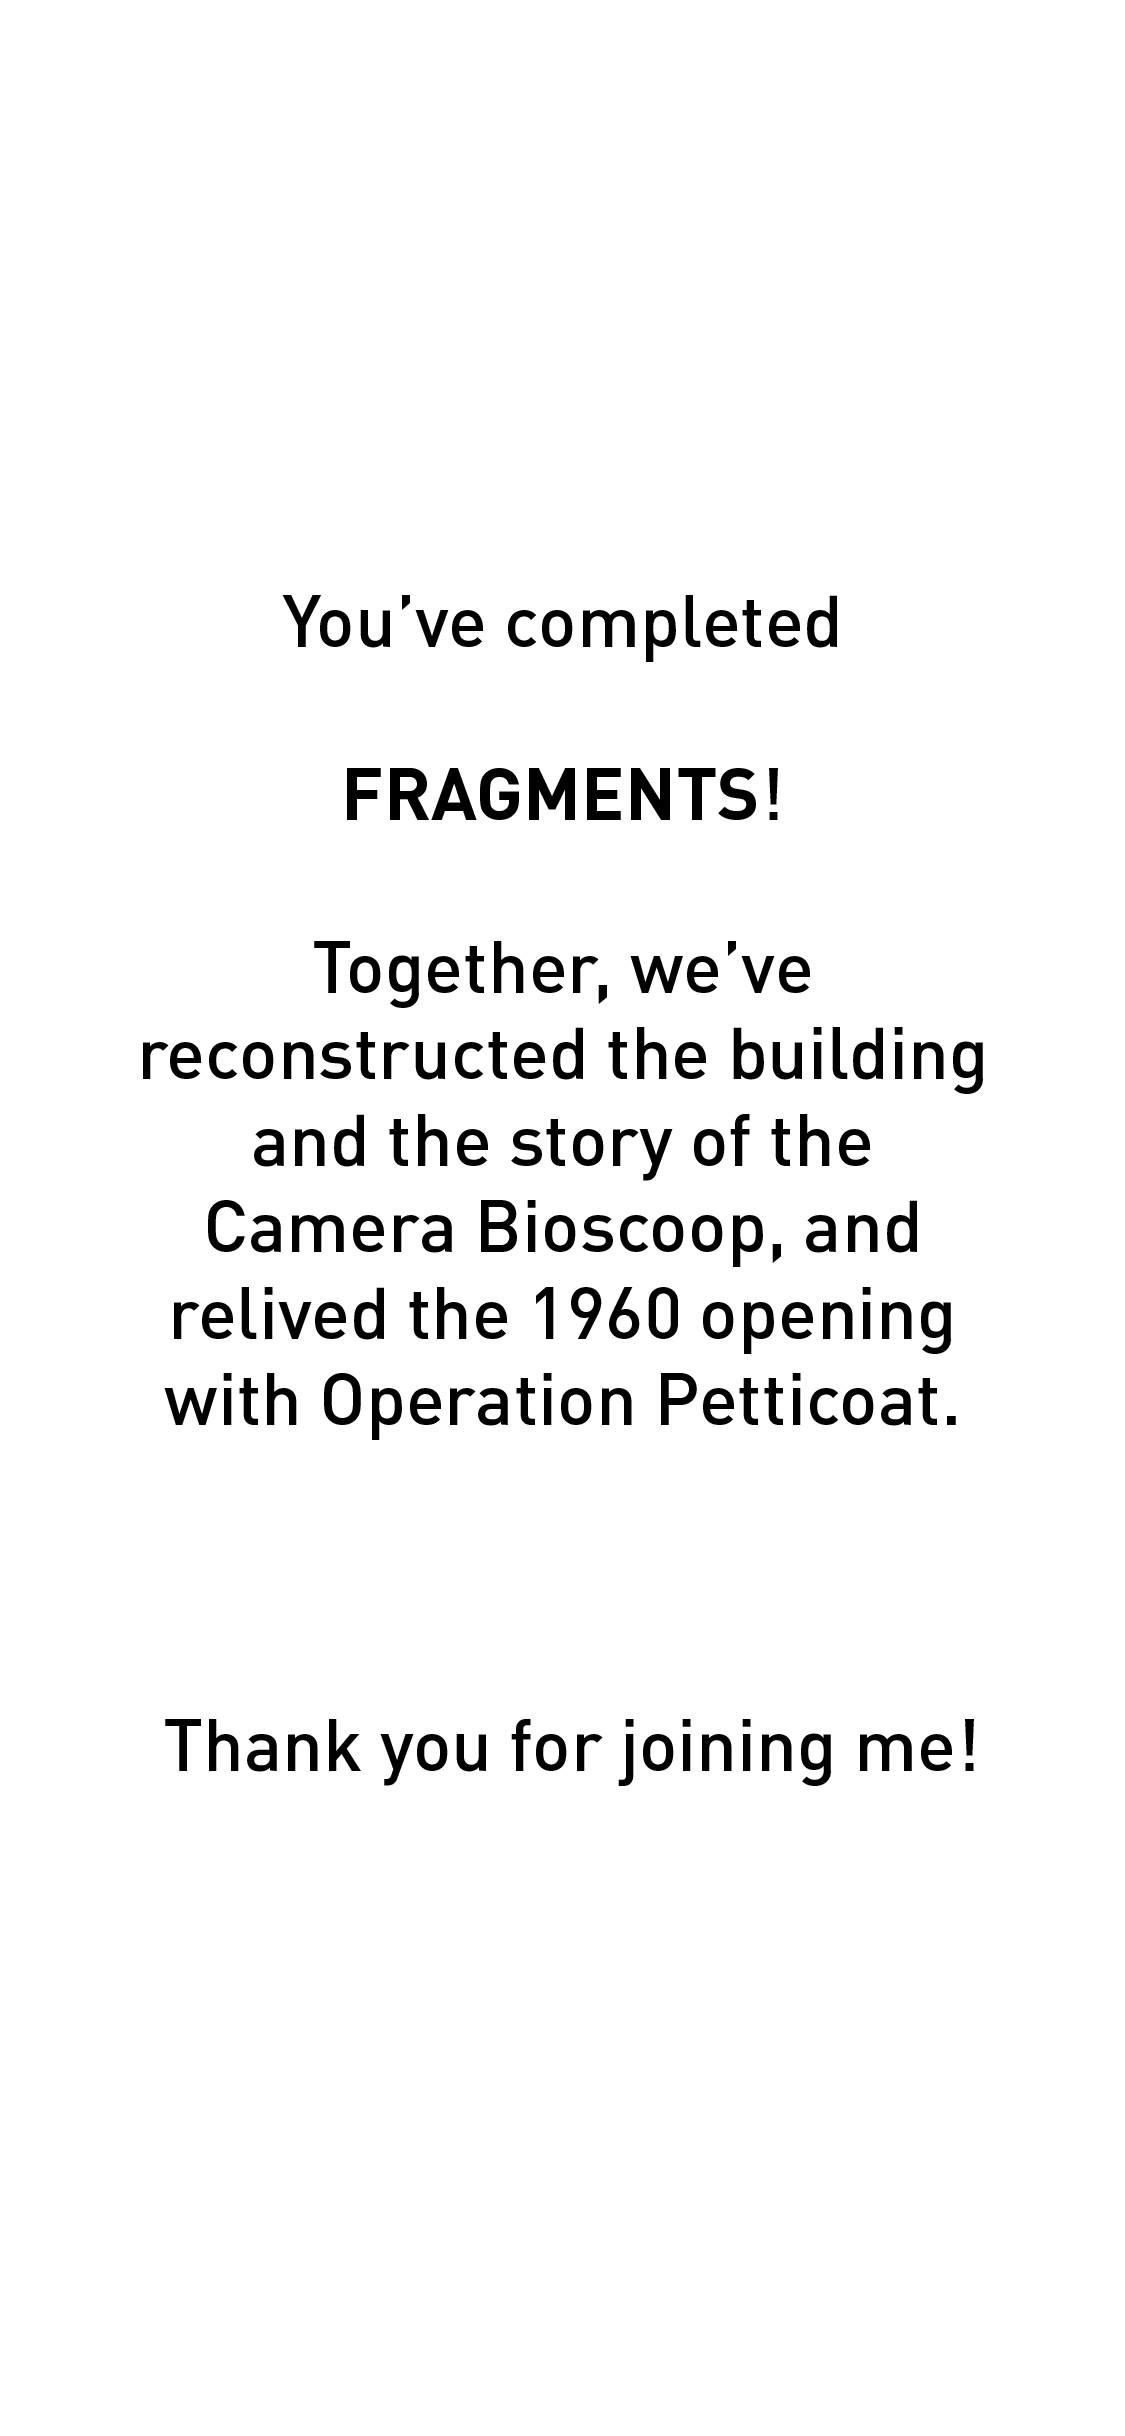 You’ve completed
FRAGMENTS!
Together, we’ve
reconstructed the building
and the story of the
Camera Bioscoop, and
relived the 1960 opening
with Operation Petticoat.
Thank you for joining me!